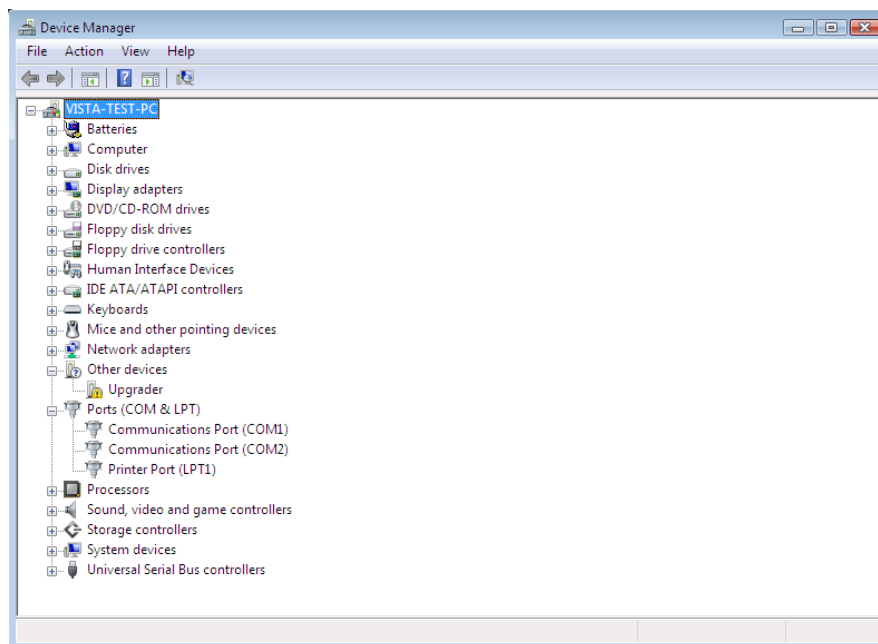 Device Manager
File Action View Help
VISTA-TEST-PC
Batteries
Computer
Disk drives
Display adapters
DVD/CD-ROM drives
Floppy disk drives
Floppy drive controllers
Human Interface Devices
IDE ATA/ATAPI controllers
Keyboards
Mice and other pointing devices
Network adapters
Other devices
Upgrader
Ports (COM & LPT)
Communications Port (COM1)
Communications Port (COM2)
Printer Port (LPT1)
Processors
Sound, video and game controllers
Storage controllers
System devices
Universal Serial Bus controllers